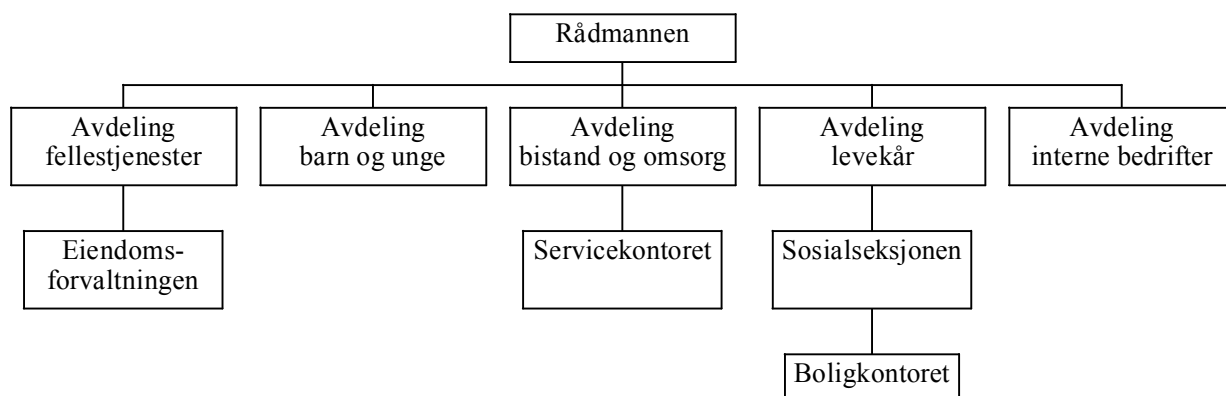 Rådmannen
Avdeling
fellestjenester
Avdeling
barn og unge
Avdeling
bistand og omsorg
Avdeling
levekår
Avdeling
interne bedrifter
Eiendoms-
forvaltningen
Servicekontoret
Sosialseksjonen
Boligkontoret